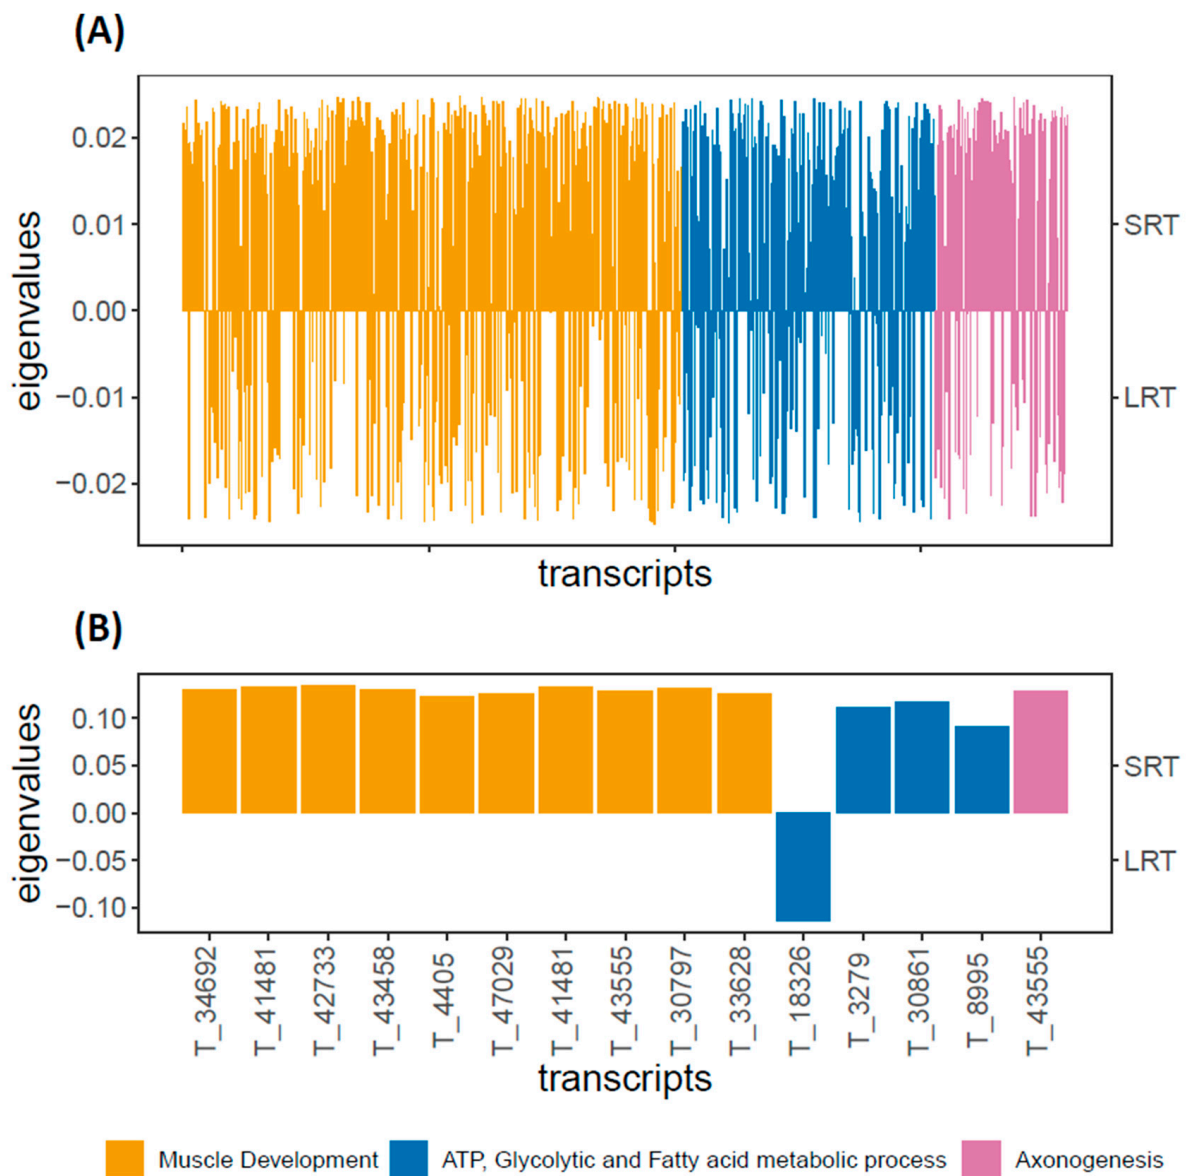 (A)
eigenvalues
0.02
0.01
0.00
−0.01
−0.02
SRT
LRT
transcripts
(B)
eigenvalues
0.10
0.05
0.00
−0.05
−0.10
SRT
LRT
T_34692
T_41481
T_42733
T_43458
T_4405
T_47029
T_41481
T_43555
T_30797
T_33628
T_18326
T_3279
T_30861
T_8995
T_43555
transcripts
Muscle Development
ATP, Glycolytic and Fatty acid metabolic process
Axonogenesis